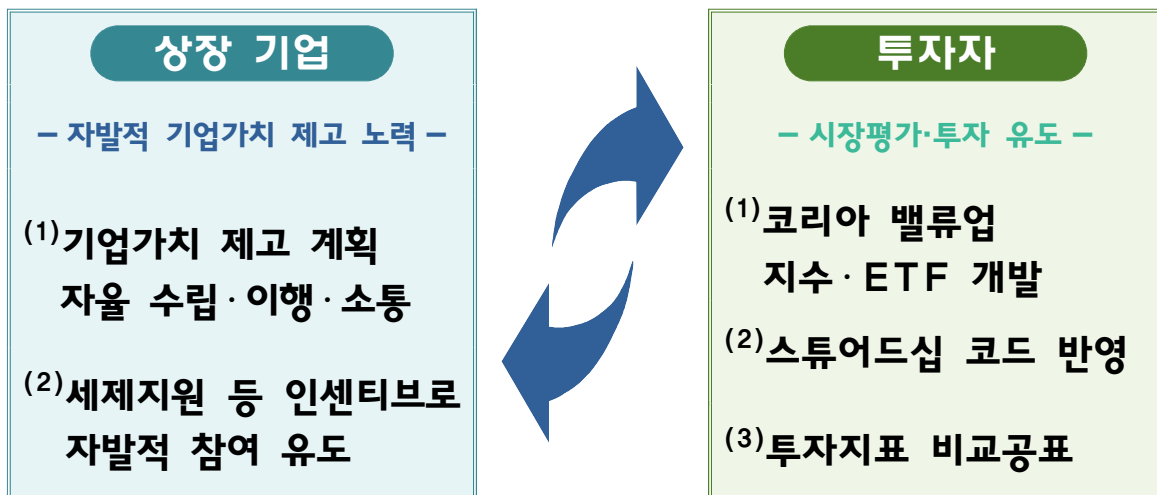 상장 기업
– 자발적 기업가치 제고 노력 –
(1)기업가치 제고 계획
자율 수립·이행·소통
(2)세제지원 등 인센티브로
자발적 참여 유도
투자자
– 시장평가·투자 유도 –
(1)코리아 밸류업
지수·ETF 개발
(2)스튜어드십 코드 반영
(3)투자지표 비교공표